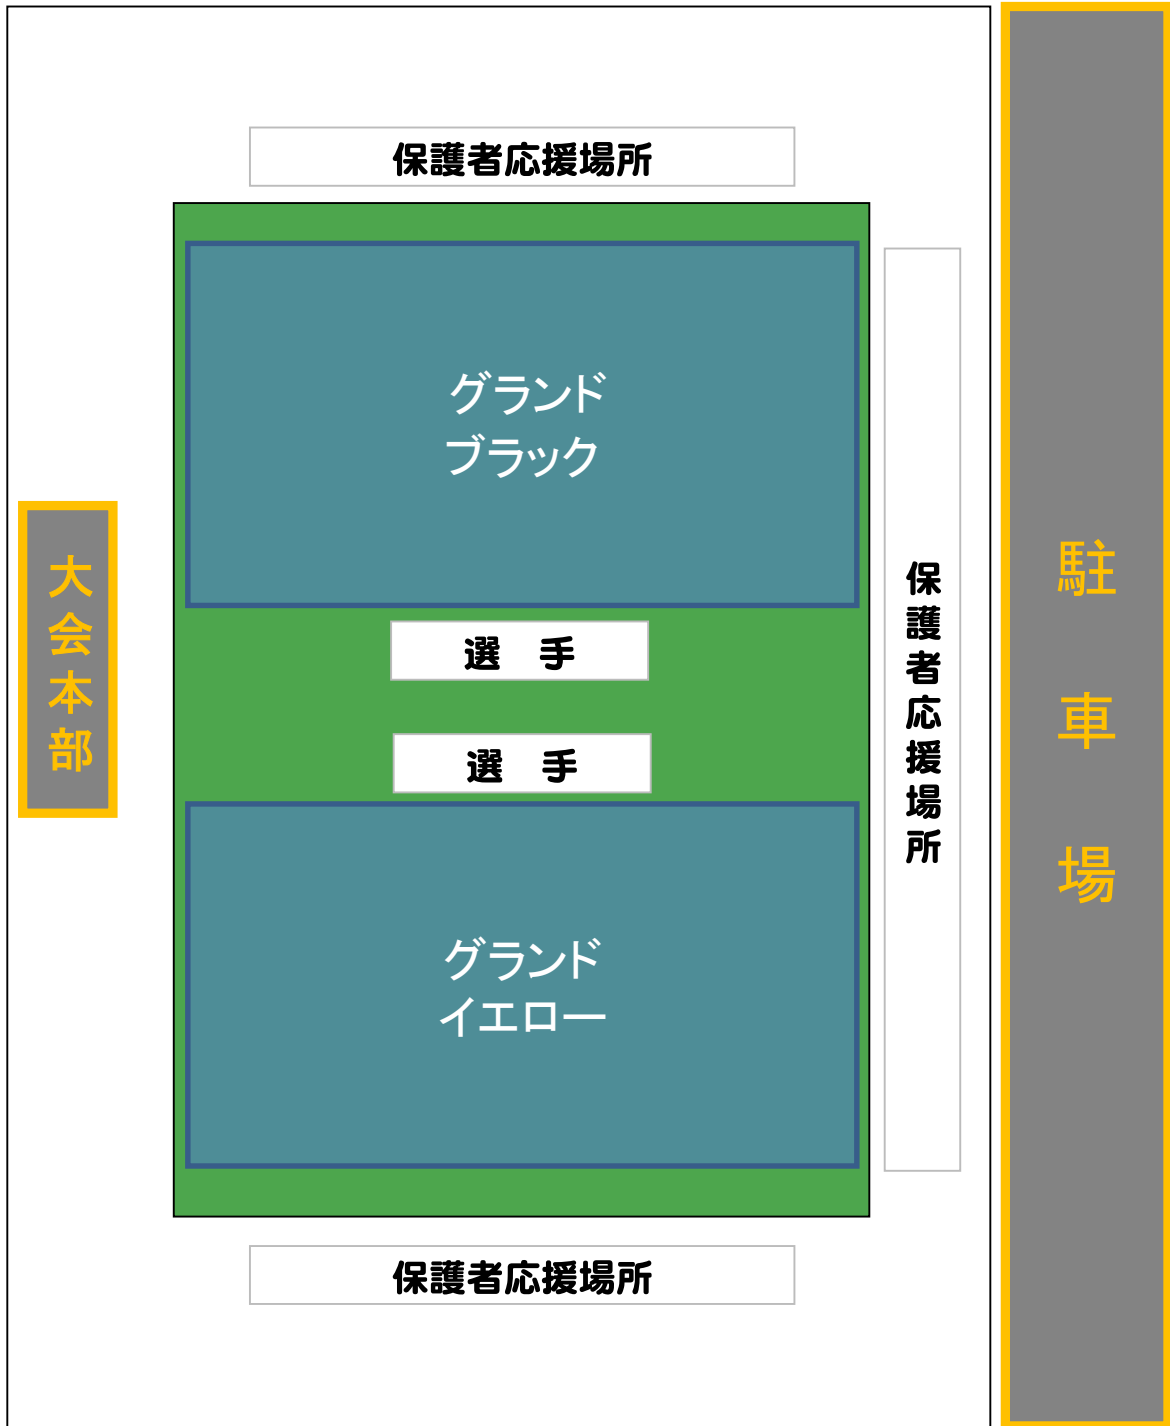 保護者応援場所
グランド
ブラック
大会本部
選　手
選　手
保護者応援場所
駐車場
グランド
イエロー
保護者応援場所